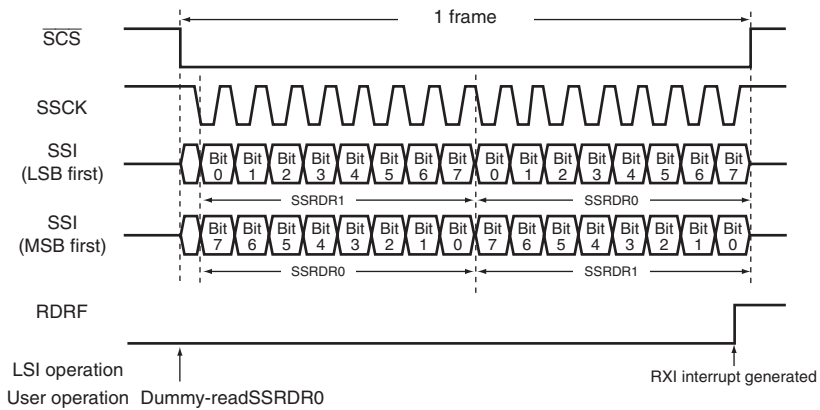 1 frame
SCS
SSCK
SSI
(LSB first)
Bit 0 Bit 1 Bit 2 Bit 3 Bit 4 Bit 5 Bit 6 Bit 7 Bit 0 Bit 1 Bit 2 Bit 3 Bit 4 Bit 5 Bit 6 Bit 7
SSRDR1 SSRDR0
SSI
(MSB first)
Bit 7 Bit 6 Bit 5 Bit 4 Bit 3 Bit 2 Bit 1 Bit 0 Bit 7 Bit 6 Bit 5 Bit 4 Bit 3 Bit 2 Bit 1 Bit 0
SSRDR0 SSRDR1
RDRF
LSI operation
RXI interrupt generated
User operation Dummy-readSSRDR0